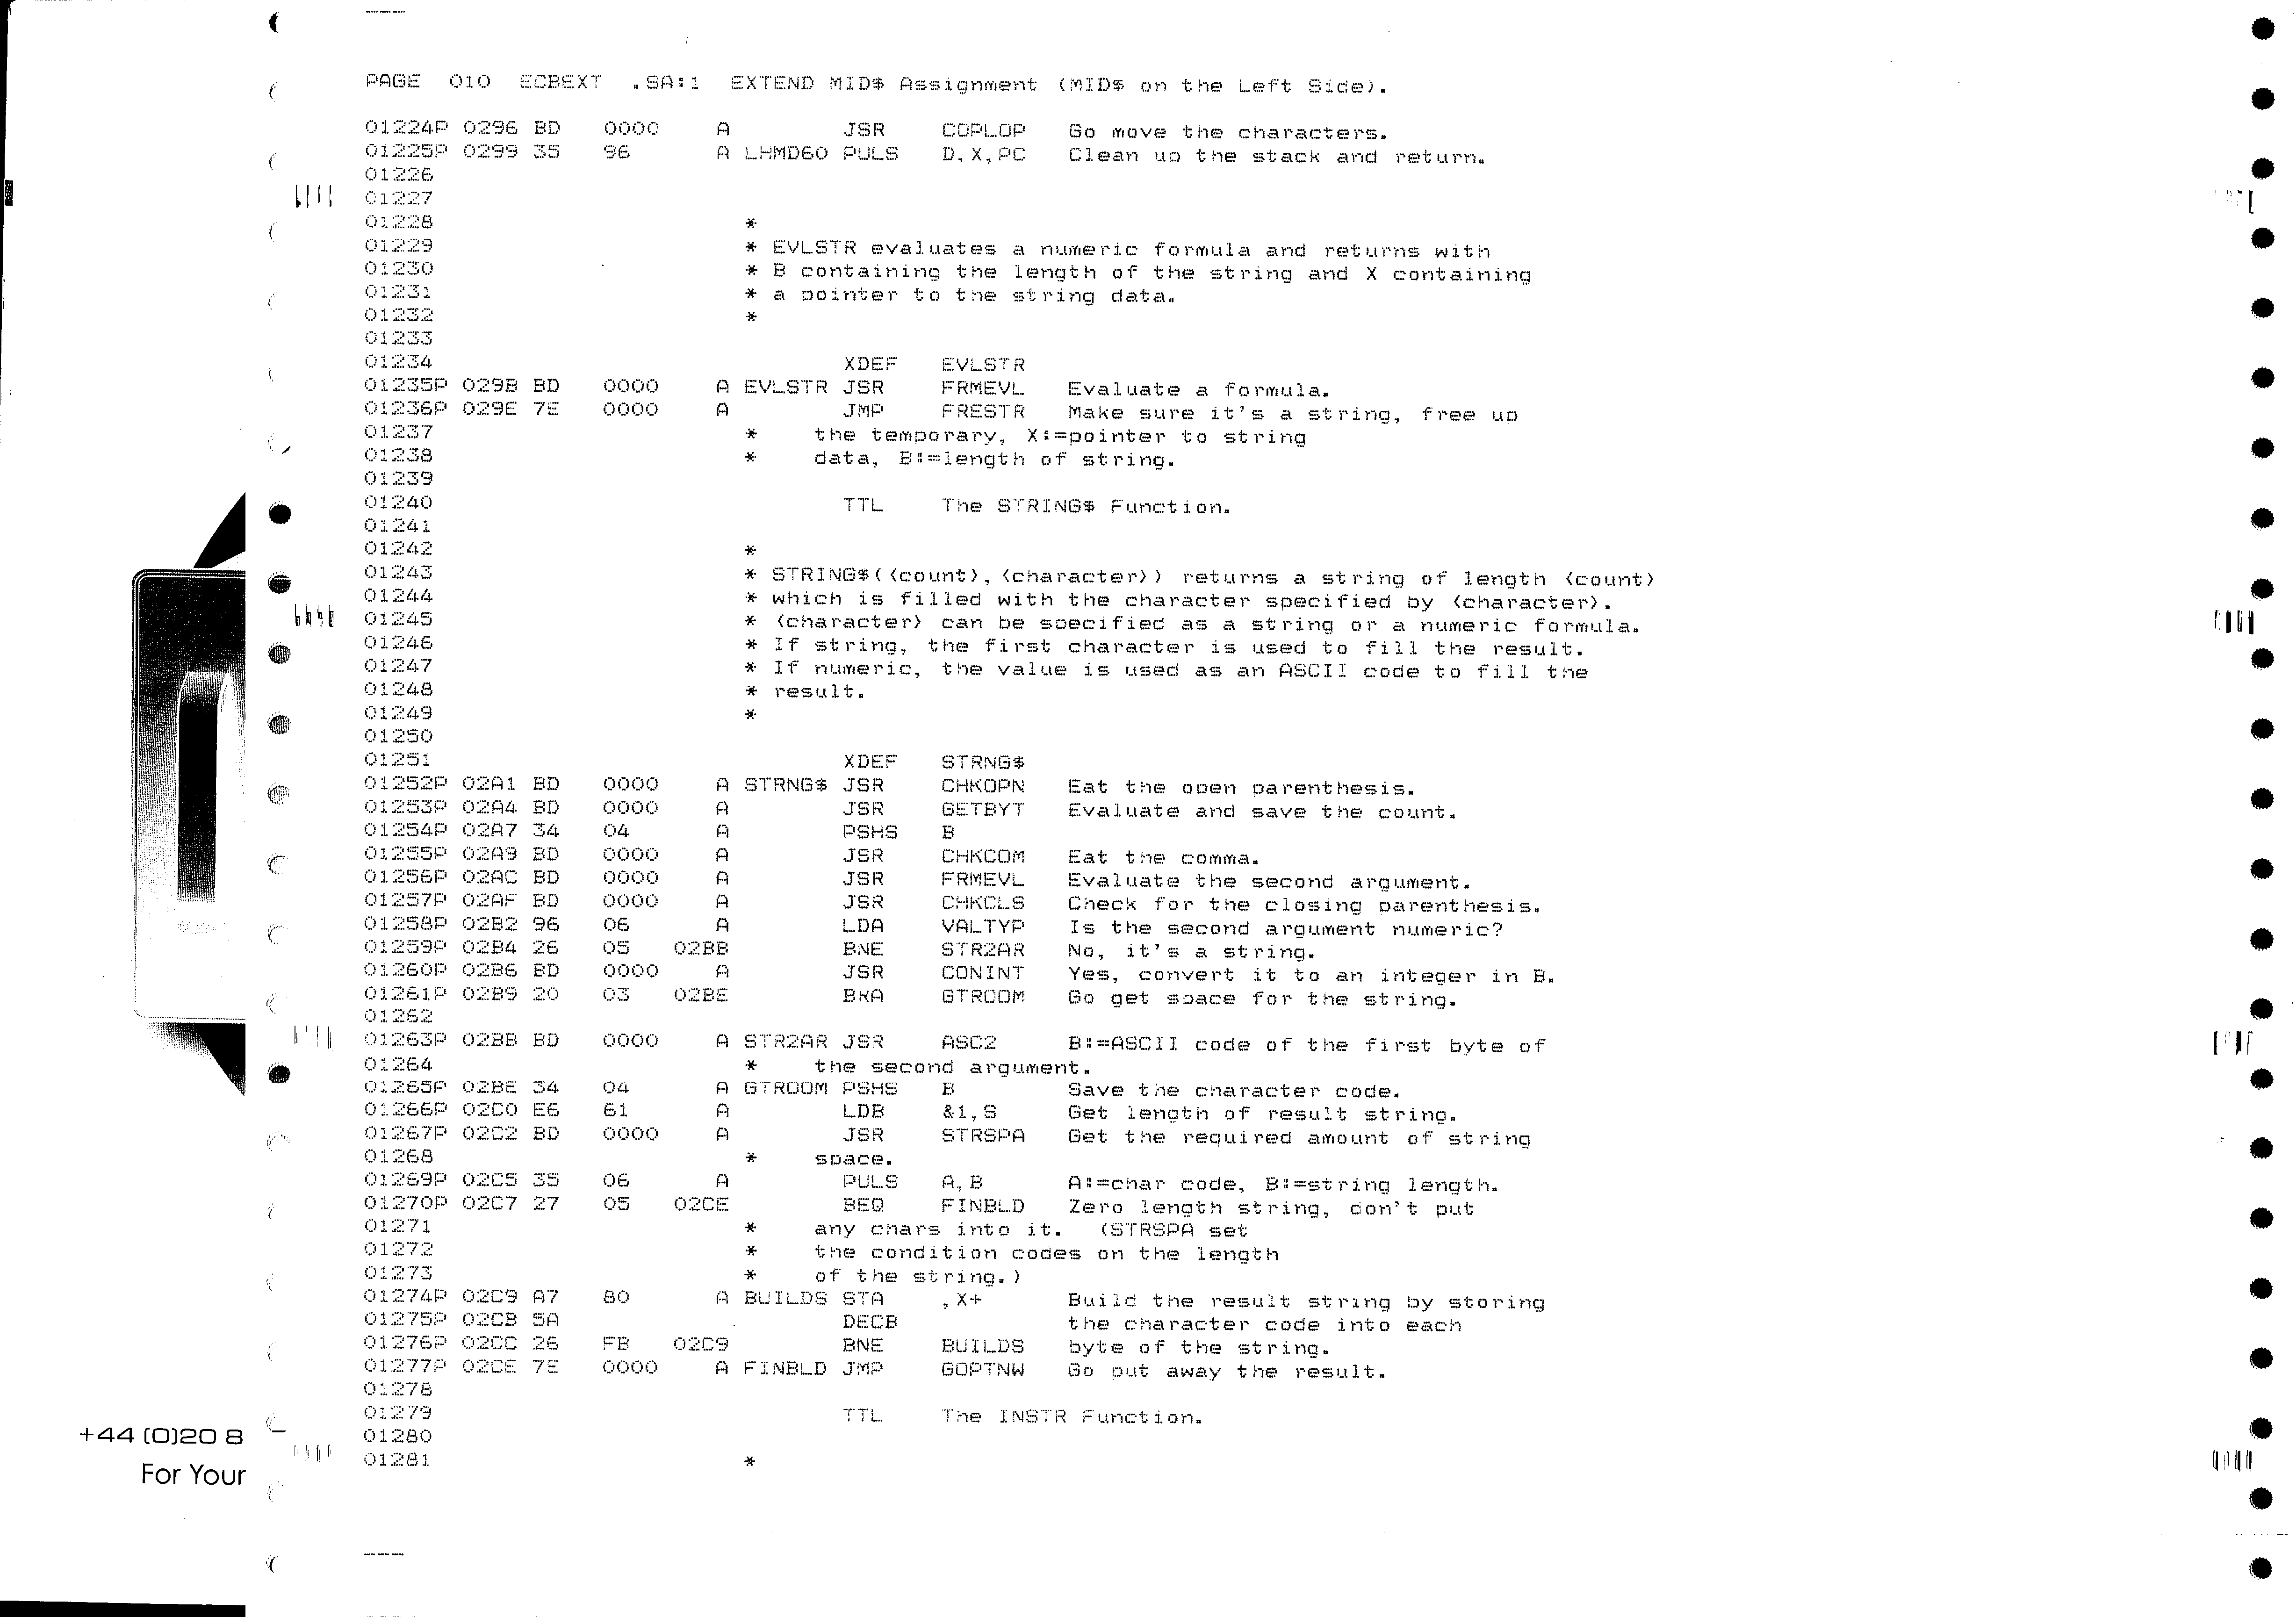 PAGE  010  ECBEXT  .SA:1  EXTEND MID$ Assignment (MID$ on the Left Side).
01224P 0296 BD   0000    A        JSR    COPLOP   Go move the characters.
01225P 0299 35   96      A LHMD60 PULS   D,X,PC   Clean up the stack and return.
01226
01227
01228                      *
01229                      * EVLSTR evaluates a numeric formula and returns with
01230                      * B containing the length of the string and X containing
01231                      * a pointer to the string data.
01232                      *
01233
01234                             XDEF   EVLSTR
01235P 029B BD   0000    A EVLSTR JSR    FRMEVL   Evaluate a formula.
01236P 029E 7E   0000    A        JMP    FRESTR   Make sure it's a string, free up
01237                      *    the temporary, X:=pointer to string
01238                      *    data, B:=length of string.
01239
01240                             TTL    The STRING$ Function.
01241
01242                      *
01243                      * STRING$(<count>,<character>) returns a string of length <count>
01244                      * which is filled with the character specified by <character>.
01245                      * <character> can be specified as a string or a numeric formula.
01246                      * If string, the first character is used to fill the result.
01247                      * If numeric, the value is used as an ASCII code to fill the
01248                      * result.
01249                      *
01250
01251                             XDEF   STRNG$
01252P 02A1 BD   0000    A STRNG$ JSR    CHKOPN   Eat the open parenthesis.
01253P 02A4 BD   0000    A        JSR    GETBYT   Evaluate and save the count.
01254P 02A7 34   04      A        PSHS   B
01255P 02A9 BD   0000    A        JSR    CHKCOM   Eat the comma.
01256P 02AC BD   0000    A        JSR    FRMEVL   Evaluate the second argument.
01257P 02AF BD   0000    A        JSR    CHKCLS   Check for the closing parenthesis.
01258P 02B2 96   06      A        LDA    VALTYP   Is the second argument numeric?
01259P 02B4 26   05   02BB        BNE    STR2AR   No, it's a string.
01260P 02B6 BD   0000    A        JSR    CONINT   Yes, convert it to an integer in B.
01261P 02B9 20   03   02BE        BRA    GTROOM   Go get space for the string.
01262
01263P 02BB BD   0000    A STR2AR JSR    ASC2     B:=ASCII code of the first byte of
01264                      *    the second argument.
01265P 02BE 34   04      A GTROOM PSHS   B        Save the character code.
01266P 02C0 E6   61      A        LDB    &1,S     Get length of result string.
01267P 02C2 BD   0000    A        JSR    STRSPA   Get the required amount of string
01268                      *    space.
01269P 02C5 35   06      A        PULS   A,B      A:=char code, B:=string length.
01270P 02C7 27   05   02CE        BEQ    FINBLD   Zero length string, don't put
01271                      *    any chars into it.  (STRSPA set
01272                      *    the condition codes on the length
01273                      *    of the string.)
01274P 02C9 A7   80      A BUILDS STA    ,X+      Build the result string by storing
01275P 02CB 5A                    DECB            the character code into each
01276P 02CC 26   FB   02C9        BNE    BUILDS   byte of the string.
01277P 02CE 7E   0000    A FINBLD JMP    GOPTNW   Go put away the result.
01278
01279                             TTL    The INSTR Function.
01280
01281                      *
+44 (0)20 8
For Your